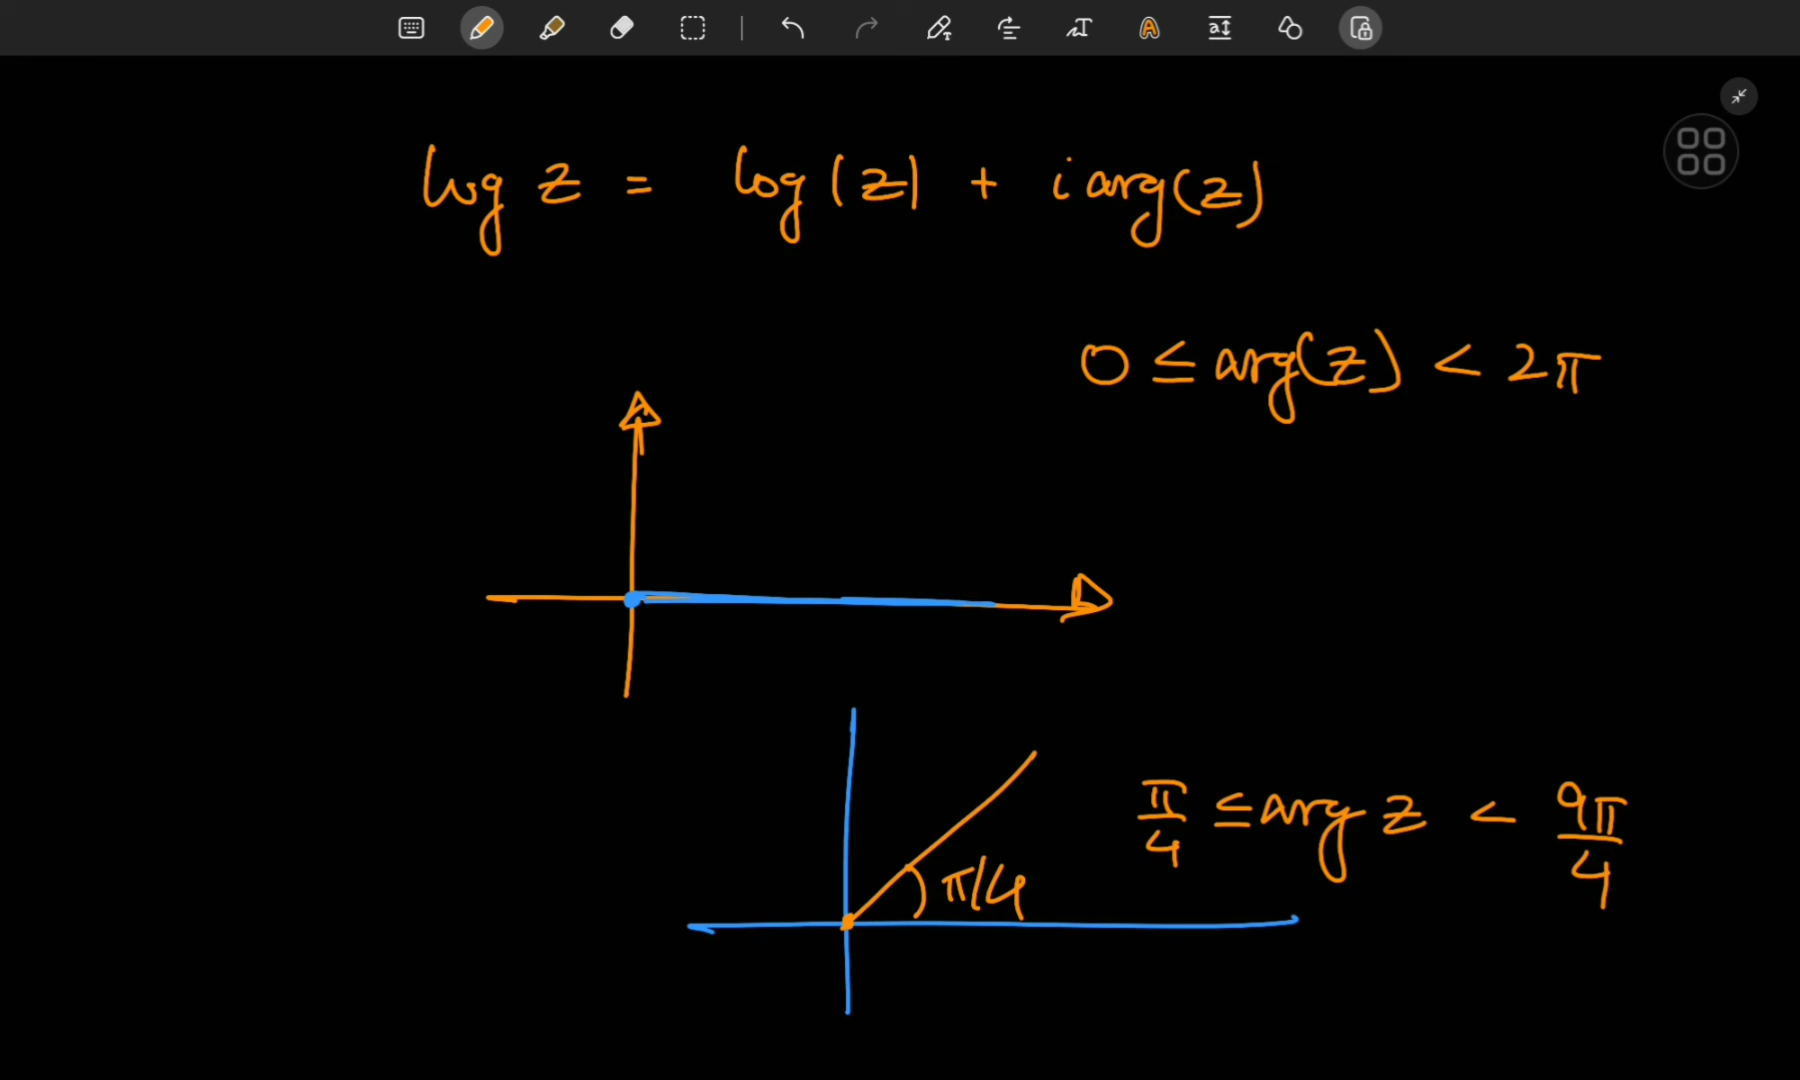 log z = log |z| + i arg(z)
0 ≤ arg(z) < 2π
π/4 ≤ arg z < 9π/4
π/4